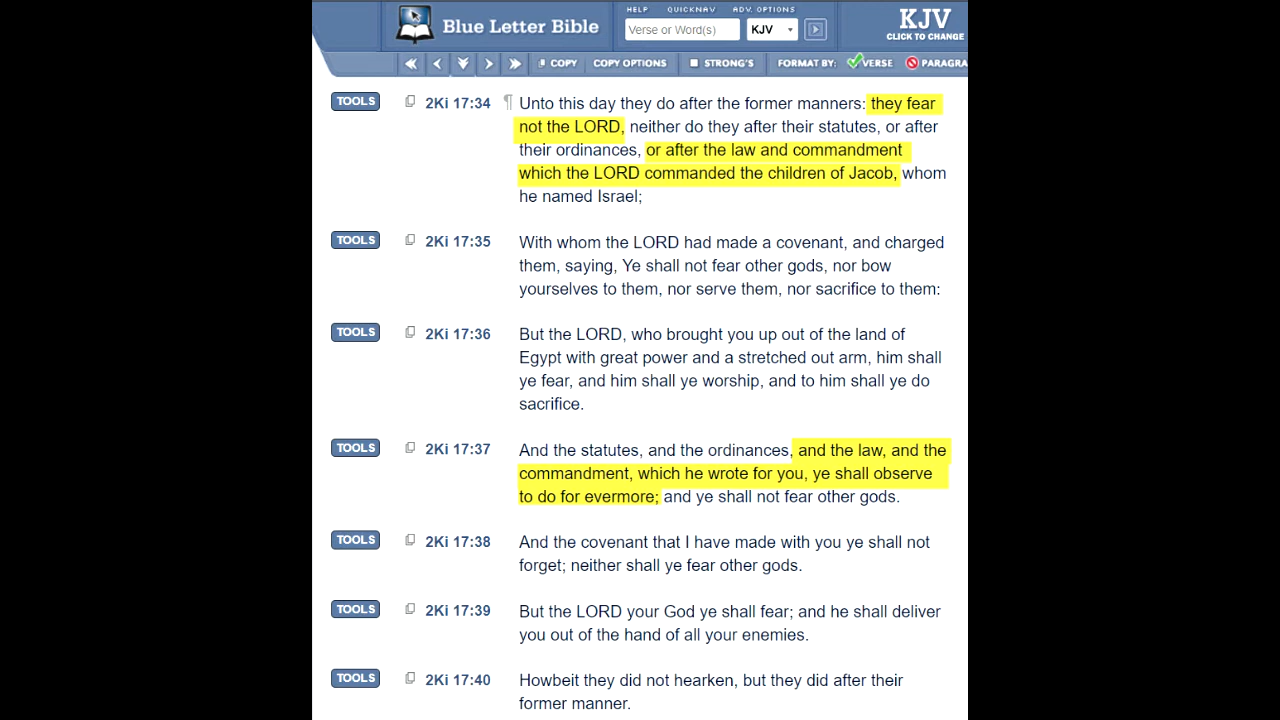 HELP QUICKNAV ADV. OPTIONS
Blue Letter Bible
Verse or Word(s) KJV
KJV
CLICK TO CHANGE
COPY COPY OPTIONS STRONG'S FORMAT BY: VERSE PARAGRA
TOOLS 2Ki 17:34 ¶ Unto this day they do after the former manners: they fear
not the LORD, neither do they after their statutes, or after
their ordinances, or after the law and commandment
which the LORD commanded the children of Jacob, whom
he named Israel;
TOOLS 2Ki 17:35 With whom the LORD had made a covenant, and charged
them, saying, Ye shall not fear other gods, nor bow
yourselves to them, nor serve them, nor sacrifice to them:
TOOLS 2Ki 17:36 But the LORD, who brought you up out of the land of
Egypt with great power and a stretched out arm, him shall
ye fear, and him shall ye worship, and to him shall ye do
sacrifice.
TOOLS 2Ki 17:37 And the statutes, and the ordinances, and the law, and the
commandment, which he wrote for you, ye shall observe
to do for evermore; and ye shall not fear other gods.
TOOLS 2Ki 17:38 And the covenant that I have made with you ye shall not
forget; neither shall ye fear other gods.
TOOLS 2Ki 17:39 But the LORD your God ye shall fear; and he shall deliver
you out of the hand of all your enemies.
TOOLS 2Ki 17:40 Howbeit they did not hearken, but they did after their
former manner.